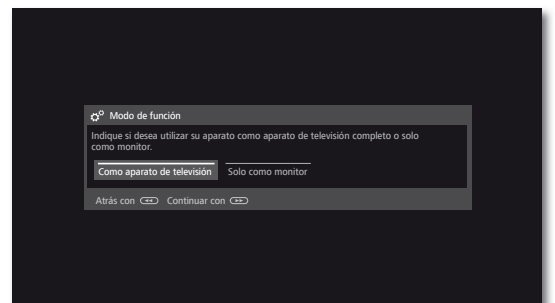 Modo de función
Indique si desea utilizar su aparato como aparato de televisión completo o solo
como monitor.
Como aparato de televisión Solo como monitor
Atrás con Continuar con